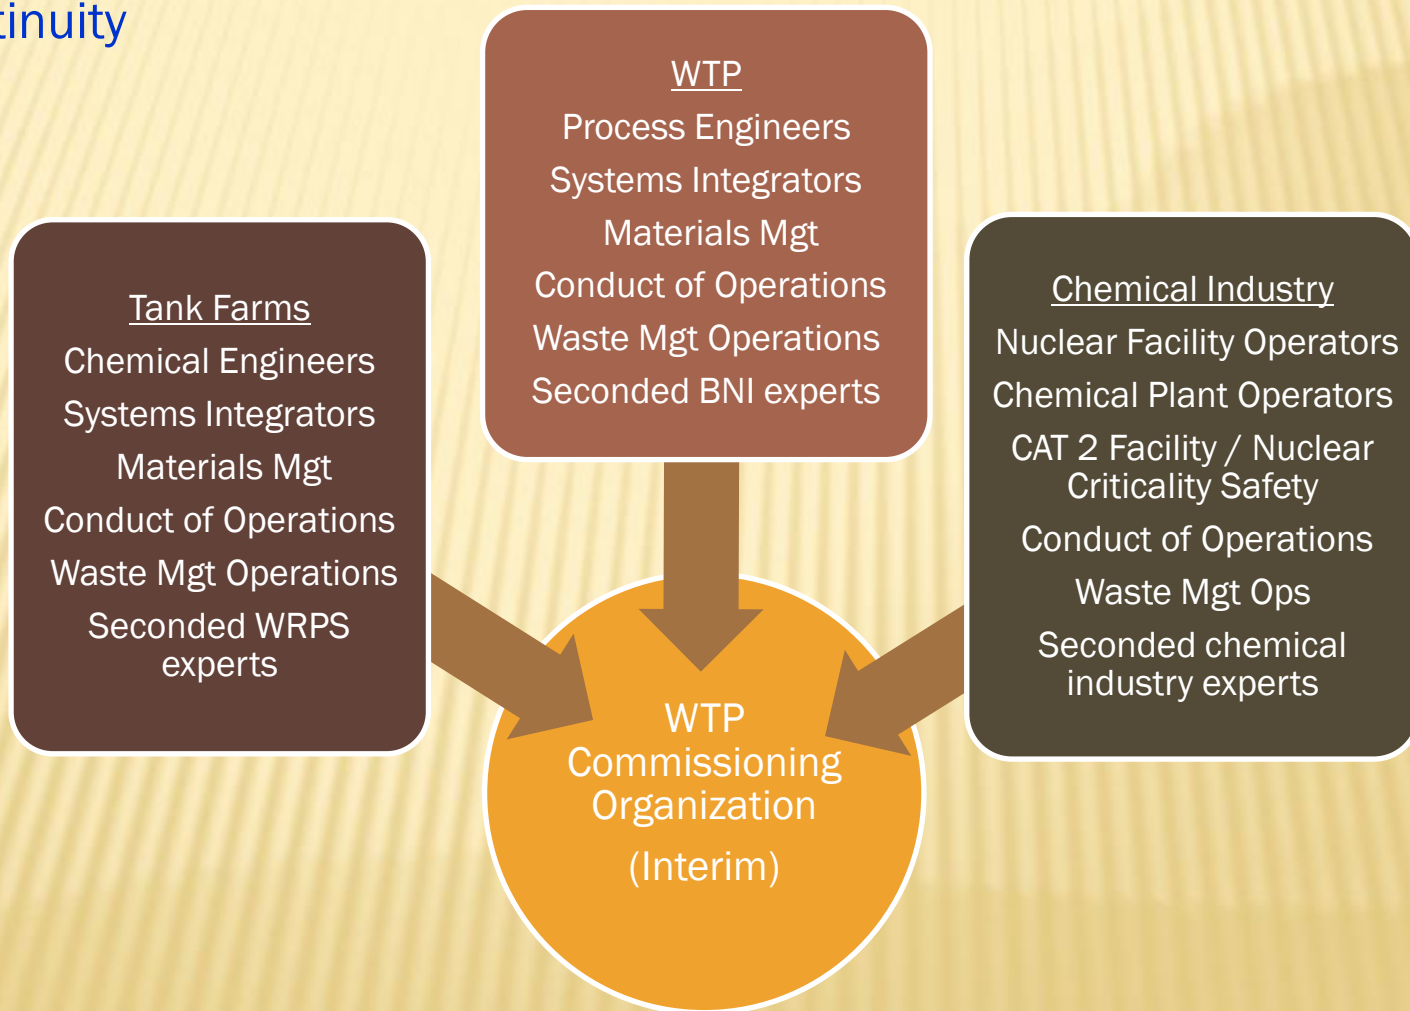 tinuity
WTP
Process Engineers
Systems Integrators
Materials Mgt
Conduct of Operations
Waste Mgt Operations
Seconded BNI experts
Tank Farms
Chemical Engineers
Systems Integrators
Materials Mgt
Conduct of Operations
Waste Mgt Operations
Seconded WRPS
experts
Chemical Industry
Nuclear Facility Operators
Chemical Plant Operators
CAT 2 Facility / Nuclear
Criticality Safety
Conduct of Operations
Waste Mgt Ops
Seconded chemical
industry experts
WTP
Commissioning
Organization
(Interim)